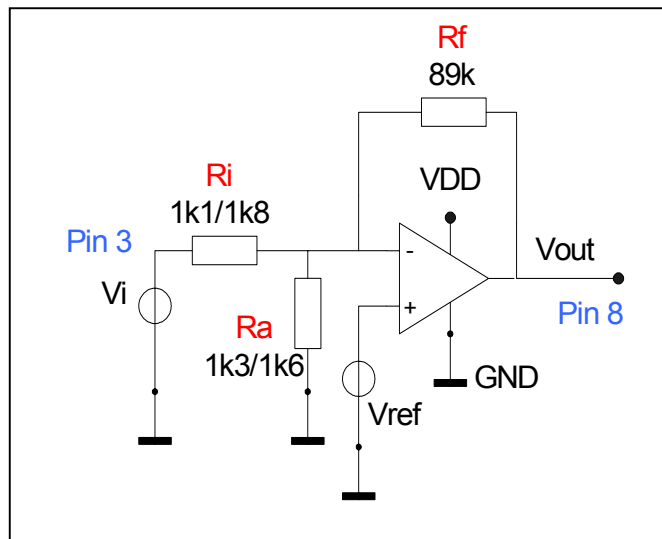 Rf
89k
Ri
1k1/1k8
VDD
Pin 3
-
Vout
Vi
+
Pin 8
Ra
1k3/1k6
GND
Vref